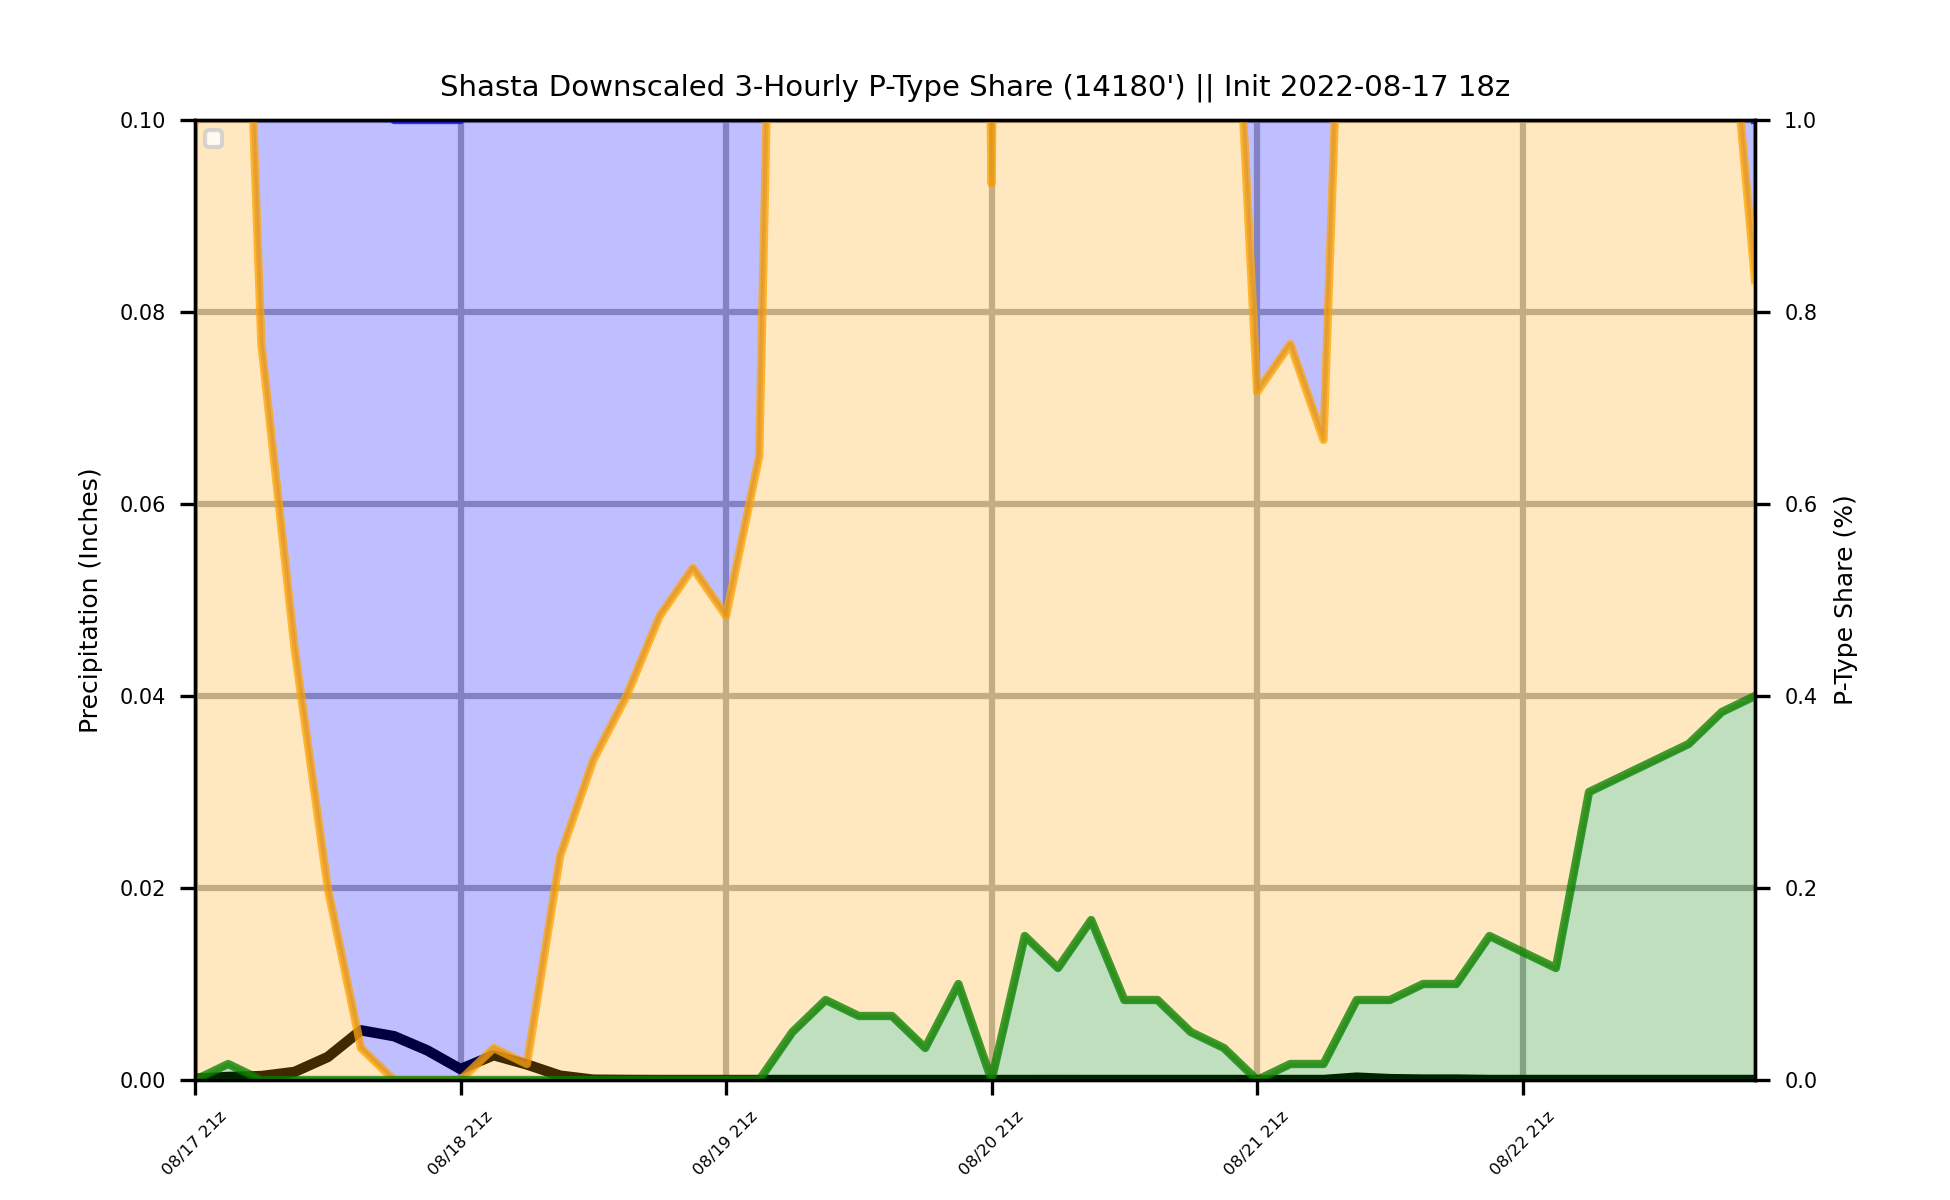 Shasta Downscaled 3-Hourly P-Type Share (14180') || Init 2022-08-17 18z
Precipitation (Inches)
0.10
0.08
0.06
0.04
0.02
0.00
1.0
0.8
0.6
0.4
0.2
0.0
P-Type Share (%)
08/17 21z
08/18 21z
08/19 21z
08/20 21z
08/21 21z
08/22 21z